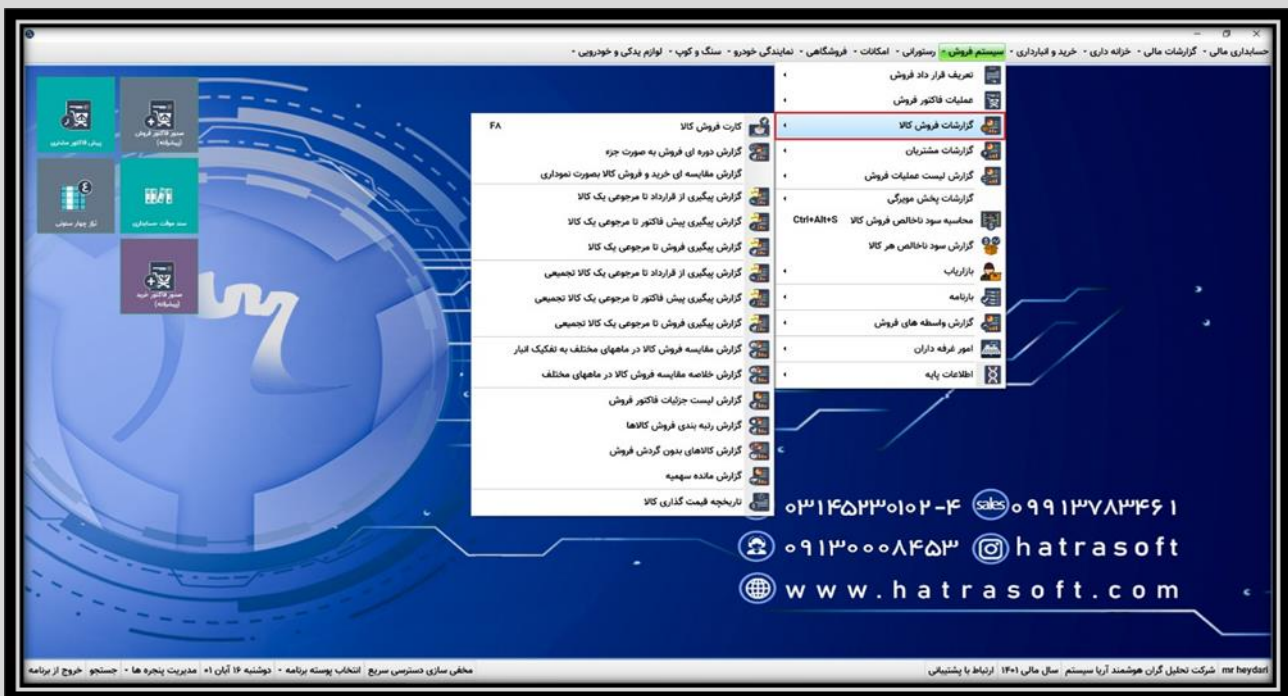 حسابداری مالی - گزارشات مالی - خزانه داری - خرید و انبارداری - سیستم فروش - رستورانی - امکانات - فروشگاهی - نمایندگی خودرو - سنگ و کوپ - لوازم یدکی و خودرویی -
تعریف قرار داد فروش
عملیات فاکتور فروش
گزارشات فروش کالا
گزارشات مشتریان
گزارش لیست عملیات فروش
گزارشات پخش مویرگی
محاسبه سود ناخالص فروش کالا Ctrl+Alt+S
گزارش سود ناخالص هر کالا
بازاریاب
بارنامه
گزارش واسطه های فروش
امور غرفه داران
اطلاعات پایه
کارت فروش کالا F8
گزارش دوره ای فروش به صورت جزء
گزارش مقایسه ای خرید و فروش کالا بصورت نموداری
گزارش پیگیری از قرارداد تا مرجوعی یک کالا
گزارش پیگیری پیش فاکتور تا مرجوعی یک کالا
گزارش پیگیری فروش تا مرجوعی یک کالا
گزارش پیگیری از قرارداد تا مرجوعی یک کالا تجمیعی
گزارش پیگیری پیش فاکتور تا مرجوعی یک کالا تجمیعی
گزارش پیگیری فروش تا مرجوعی یک کالا تجمیعی
گزارش مقایسه فروش کالا در ماههای مختلف به تفکیک انبار
گزارش خلاصه مقایسه فروش کالا در ماههای مختلف
گزارش لیست جزئیات فاکتور فروش
گزارش رتبه بندی فروش کالاها
گزارش کالاهای بدون گردش فروش
گزارش مانده سهمیه
تاریخچه قیمت گذاری کالا
صدور فاکتور فروش
(پیشرفته)
پیش فاکتور مشتری
سند موقت حسابداری
تراز چهار ستونی
صدور فاکتور خرید
(پیشرفته)
۰۳۱۴۵۲۳۰۱۰۲-۴ sales ۰۹۹۱۳۷۸۳۴۶۱
۰۹۱۳۰۰۰۸۴۵۳ hatrasoft
www.hatrasoft.com
mr heydari شرکت تحلیل گران هوشمند آریا سیستم سال مالی ۱۴۰۱ ارتباط با پشتیبانی
مخفی سازی دسترسی سریع انتخاب پوسته برنامه - دوشنبه ۱۶ آبان ۰۱ مدیریت پنجره ها - جستجو خروج از برنامه